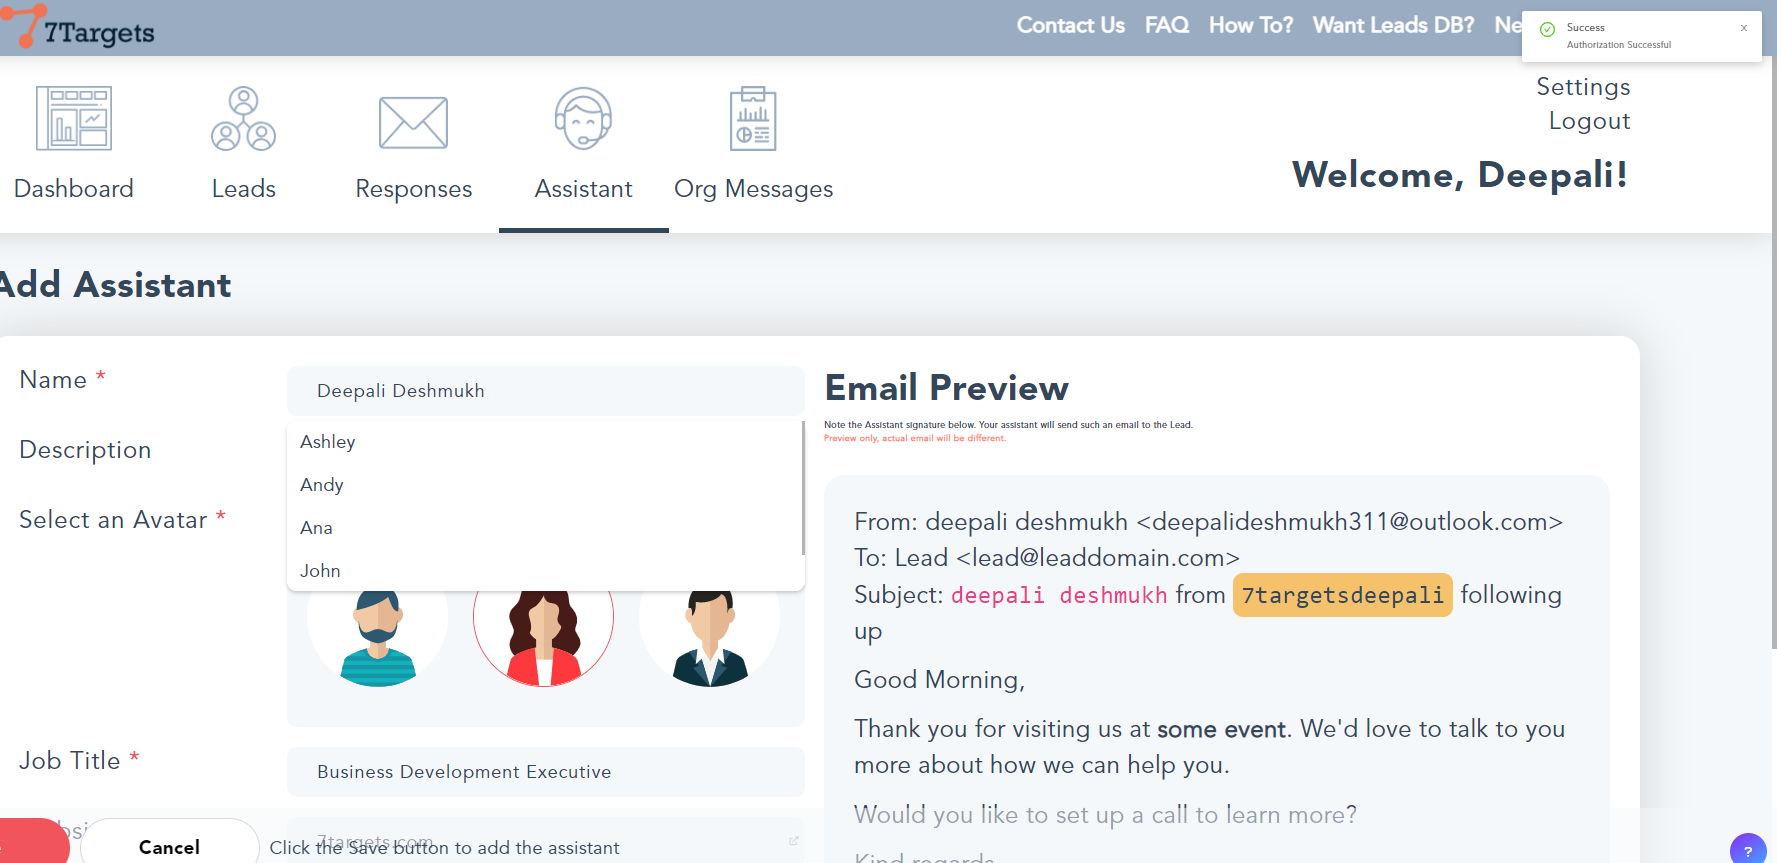 7Targets
Contact Us FAQ How To? Want Leads DB? Ne
Success
x
Authorization Successful
Settings
Logout
Welcome, Deepali!
Dashboard
Leads
Responses
Assistant
Org Messages
Add Assistant
Name *
Deepali Deshmukh
Ashley
Andy
Ana
John
Description
Select an Avatar *
Job Title *
Business Development Executive
7targets.com
Cancel
Click the Save button to add the assistant
Email Preview
Note the Assistant signature below. Your assistant will send such an email to the Lead.
Preview only, actual email will be different.
From: deepali deshmukh <deepalideshmukh311@outlook.com>
To: Lead <lead@leaddomain.com>
Subject: deepali deshmukh from 7targetsdeepali following
up
Good Morning,
Thank you for visiting us at some event. We'd love to talk to you
more about how we can help you.
Would you like to set up a call to learn more?
Kind regards
?